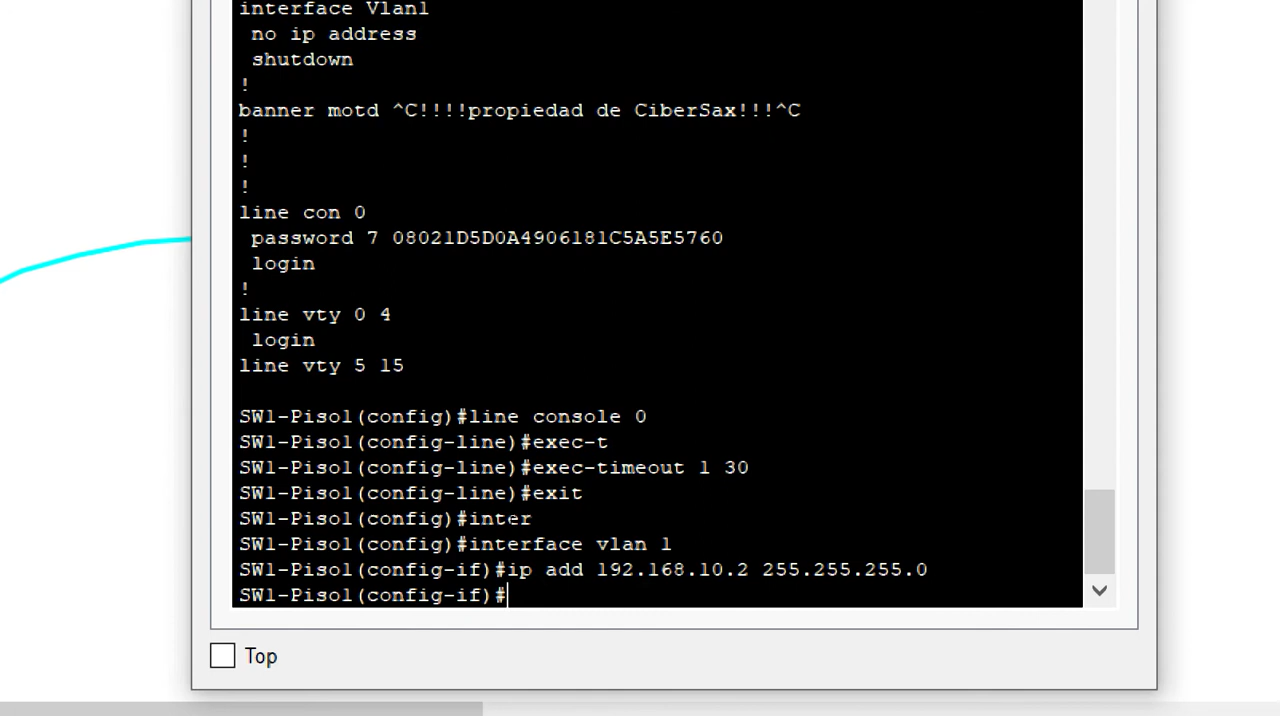 interface Vlan1
no ip address
shutdown
!
banner motd ^C!!!!propiedad de CiberSax!!!^C
!
!
!
line con 0
password 7 08021D5D0A4906181C5A5E5760
login
!
line vty 0 4
login
line vty 5 15
SW1-Piso1(config)#line console 0
SW1-Piso1(config-line)#exec-t
SW1-Piso1(config-line)#exec-timeout 1 30
SW1-Piso1(config-line)#exit
SW1-Piso1(config)#inter
SW1-Piso1(config)#interface vlan 1
SW1-Piso1(config-if)#ip add 192.168.10.2 255.255.255.0
SW1-Piso1(config-if)#
Top